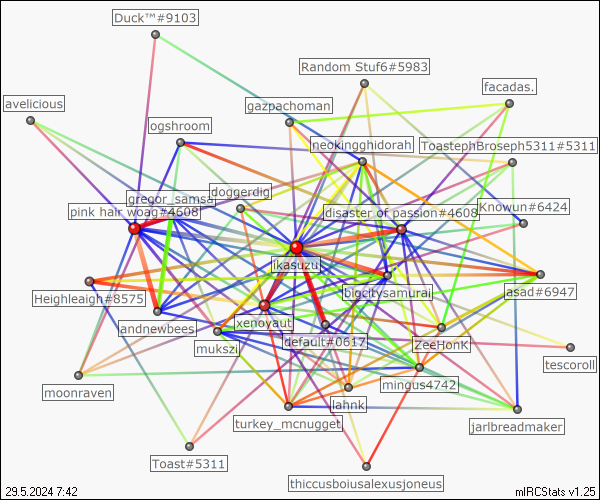 Duck™#9103
Random Stuf6#5983
facadas.
avelicious
gazpachoman
ogshroom
neokingghidorah
ToastephBroseph5311#5311
doggerdig
gregor_samsa
pink hair woag#4608
disaster of passion#4608
Knowun#6424
ikasuzu
Heighleaigh#8575
bigcitysamurai
asad#6947
andnewbees
xenoyaut
mukszi
default#0617
ZeeHonk
tescoroll
moonraven
mingus4742
lahnk
turkey_mcnugget
jarlbreadmaker
Toast#5311
thiccusboiusalexusjoneus
29.5.2024 7:42
mIRCStats v1.25